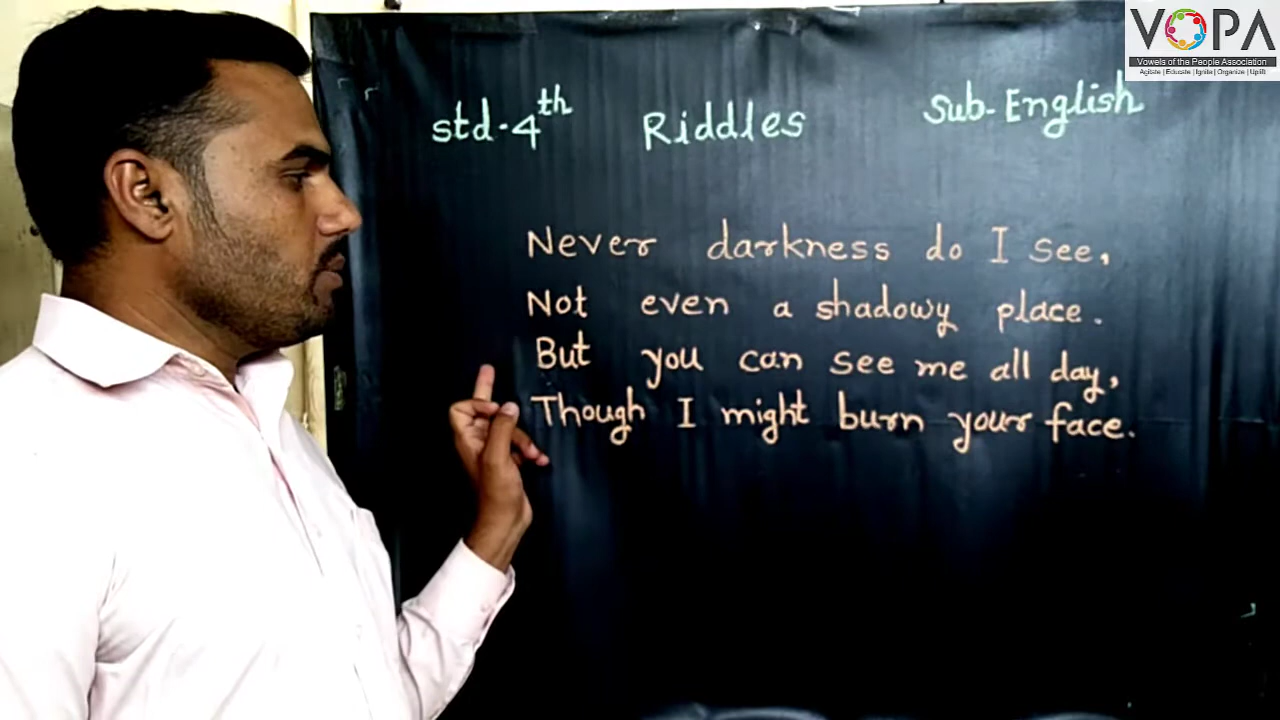 VOPA
Vowels of the People Association
Agitate | Educate | Ignite | Organize | Uplift
std-4th Riddles Sub-English
Never darkness do I see,
Not even a shadowy place.
But you can see me all day,
Though I might burn your face.